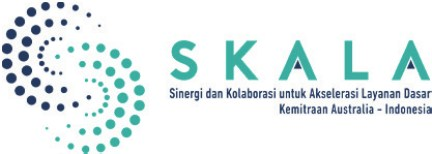 SKALA
Sinergi dan Kolaborasi untuk Akselerasi Layanan Dasar
Kemitraan Australia – Indonesia